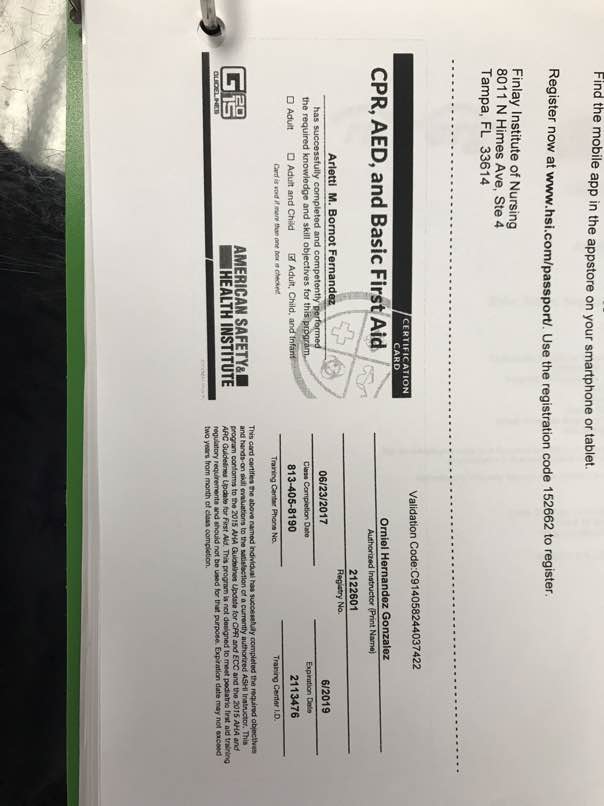 Find the mobile app in the appstore on your smartphone or tablet.
Register now at www.hsi.com/passport/. Use the registration code 152662 to register.
Finlay Institute of Nursing
8011 N Himes Ave, Ste 4
Tampa, FL 33614
CERTIFICATION
CARD
CPR, AED, and Basic First Aid
Arletti M. Bornot Fernandez
has successfully completed and competently performed
the required knowledge and skill objectives for this program.
☐ Adult ☐ Adult and Child ☑ Adult, Child, and Infant
Card is void if more than one box is checked
G 2015
GUIDELINES
AMERICAN SAFETY &
HEALTH INSTITUTE
Validation Code:C914058244037422
Orniel Hernandez Gonzalez
Authorized Instructor (Print Name)
2122601
Registry No.
06/23/2017 6/2019
Class Completion Date Expiration Date
813-405-8190 2113476
Training Center Phone No. Training Center I.D.
This card certifies the above named individual has successfully completed the required objectives
and hands-on skill evaluations to the satisfaction of a currently authorized ASHI Instructor. This
program conforms to the 2015 AHA Guidelines Update for CPR and ECC and the 2015 AHA and
ARC Guidelines Update for First Aid. This program is not designed to meet pediatric first aid training
regulatory requirements and should not be used for that purpose. Expiration date may not exceed
two years from month of class completion.